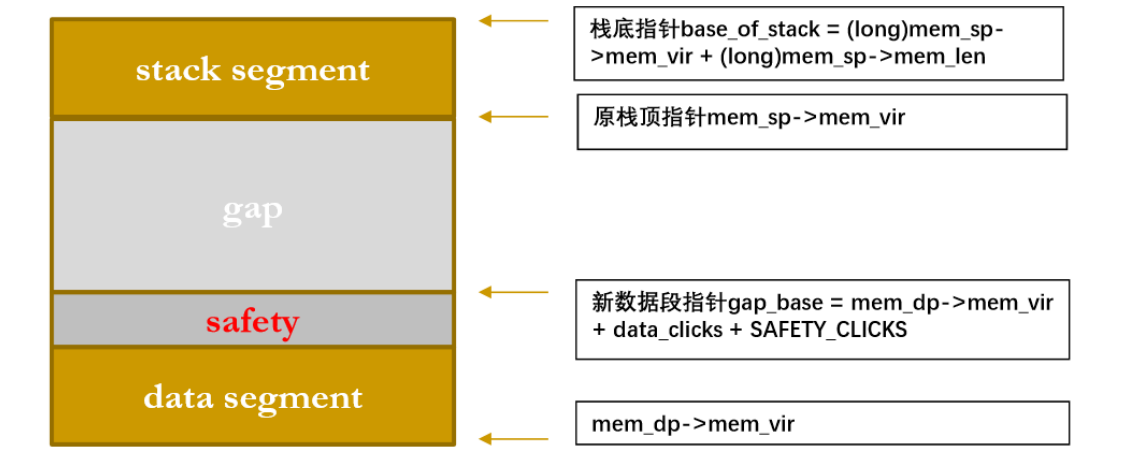 stack segment
栈底指针base_of_stack = (long)mem_sp-
>mem_vir + (long)mem_sp->mem_len
原栈顶指针mem_sp->mem_vir
gap
safety
新数据段指针gap_base = mem_dp->mem_vir
+ data_clicks + SAFETY_CLICKS
data segment
mem_dp->mem_vir